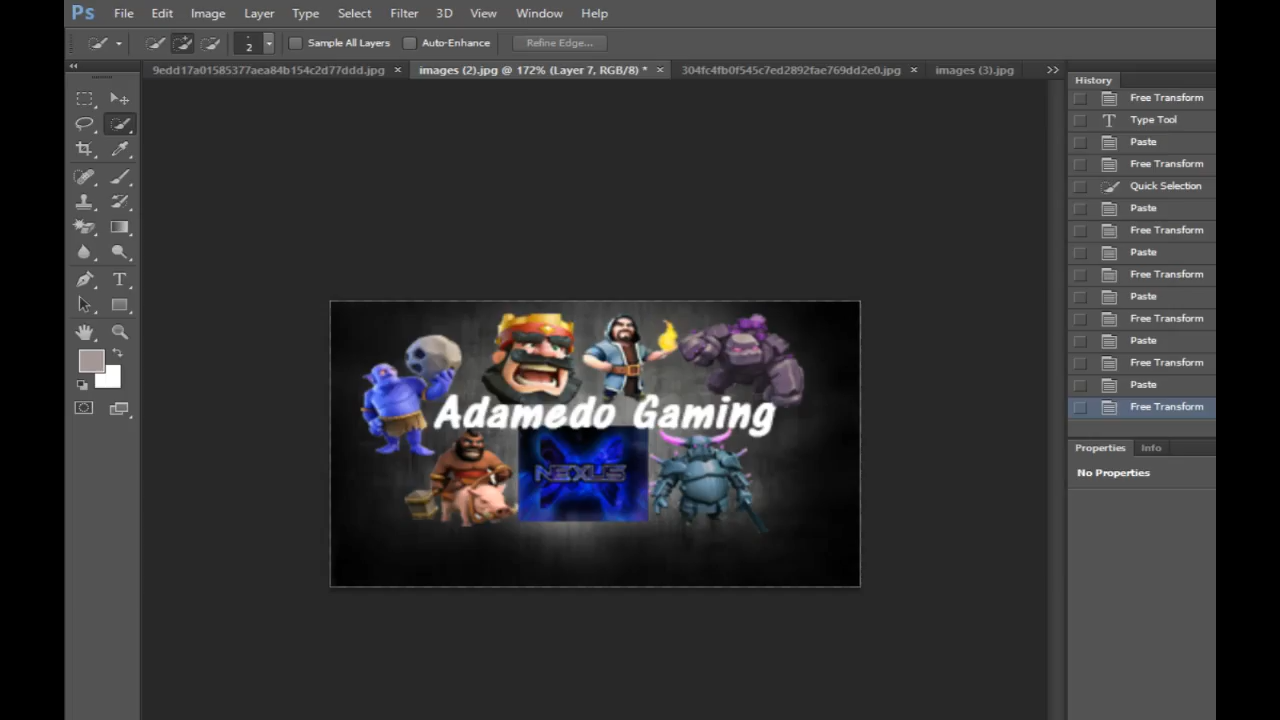 Ps File Edit Image Layer Type Select Filter 3D View Window Help
2 Sample All Layers Auto-Enhance Refine Edge...
9edd17a01585377aea84b154c2d77ddd.jpg × images (2).jpg @ 172% (Layer 7, RGB/8) * × 304fc4fb0f545c7ed2892fae769dd2e0.jpg × images (3).jpg
History
Free Transform
Type Tool
Paste
Free Transform
Quick Selection
Paste
Free Transform
Paste
Free Transform
Paste
Free Transform
Paste
Free Transform
Paste
Free Transform
Properties Info
No Properties
Adamedo Gaming
NEXUS